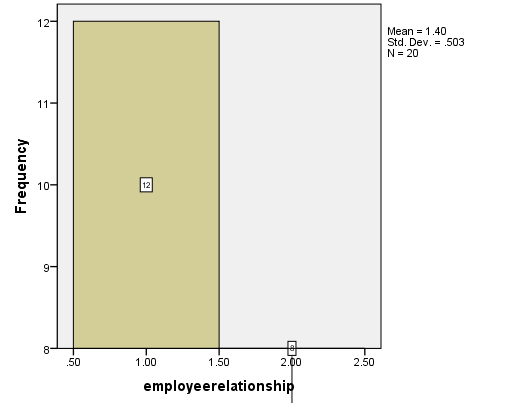 Mean = 1.40
Std. Dev. = .503
N = 20
Frequency
12
11
10
9
8
12
8
.50
1.00
1.50
2.00
2.50
employeerelationship